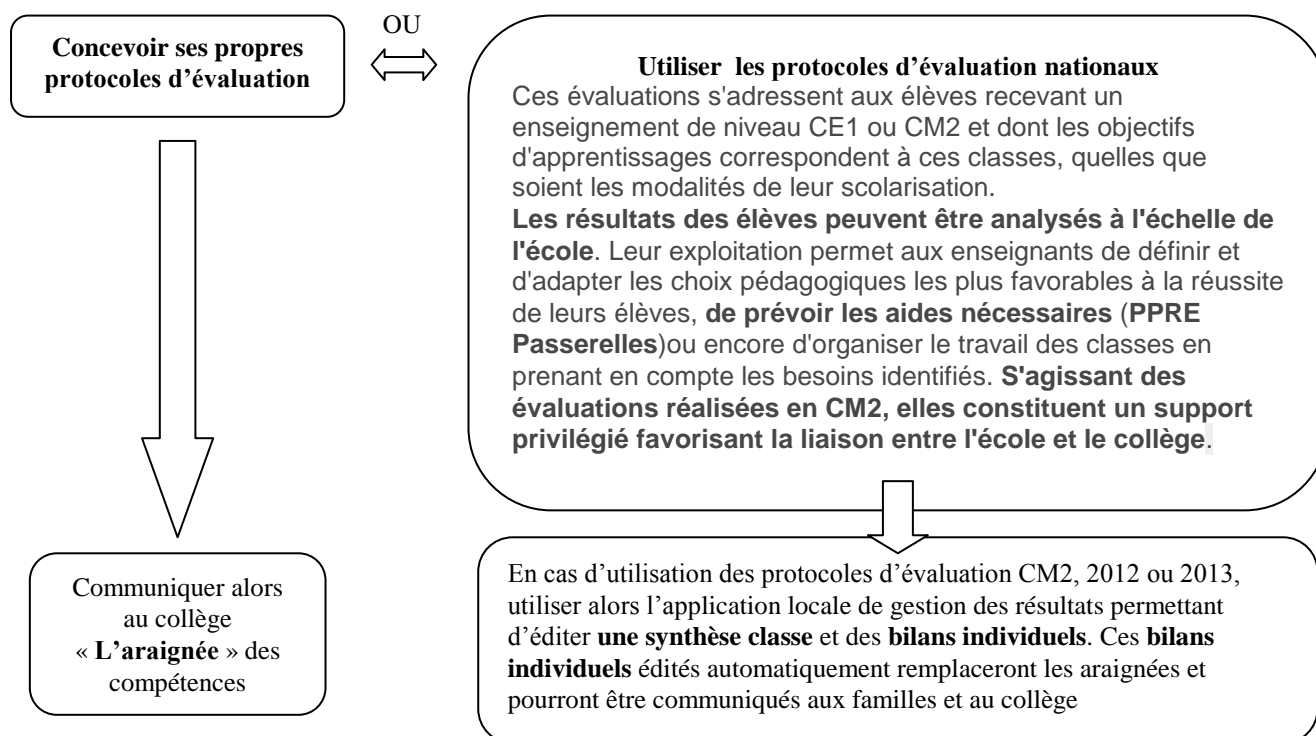 OU
Concevoir ses propres
protocoles d’évaluation
Utiliser les protocoles d’évaluation nationaux
Ces évaluations s'adressent aux élèves recevant un
enseignement de niveau CE1 ou CM2 et dont les objectifs
d'apprentissages correspondent à ces classes, quelles que
soient les modalités de leur scolarisation.
Les résultats des élèves peuvent être analysés à l'échelle de
l'école. Leur exploitation permet aux enseignants de définir et
d'adapter les choix pédagogiques les plus favorables à la réussite
de leurs élèves, de prévoir les aides nécessaires (PPRE
Passerelles)ou encore d'organiser le travail des classes en
prenant en compte les besoins identifiés. S'agissant des
évaluations réalisées en CM2, elles constituent un support
privilégié favorisant la liaison entre l'école et le collège.
Communiquer alors
au collège
« L’araignée » des
compétences
En cas d’utilisation des protocoles d’évaluation CM2, 2012 ou 2013,
utiliser alors l’application locale de gestion des résultats permettant
d’éditer une synthèse classe et des bilans individuels. Ces bilans
individuels édités automatiquement remplaceront les araignées et
pourront être communiqués aux familles et au collège